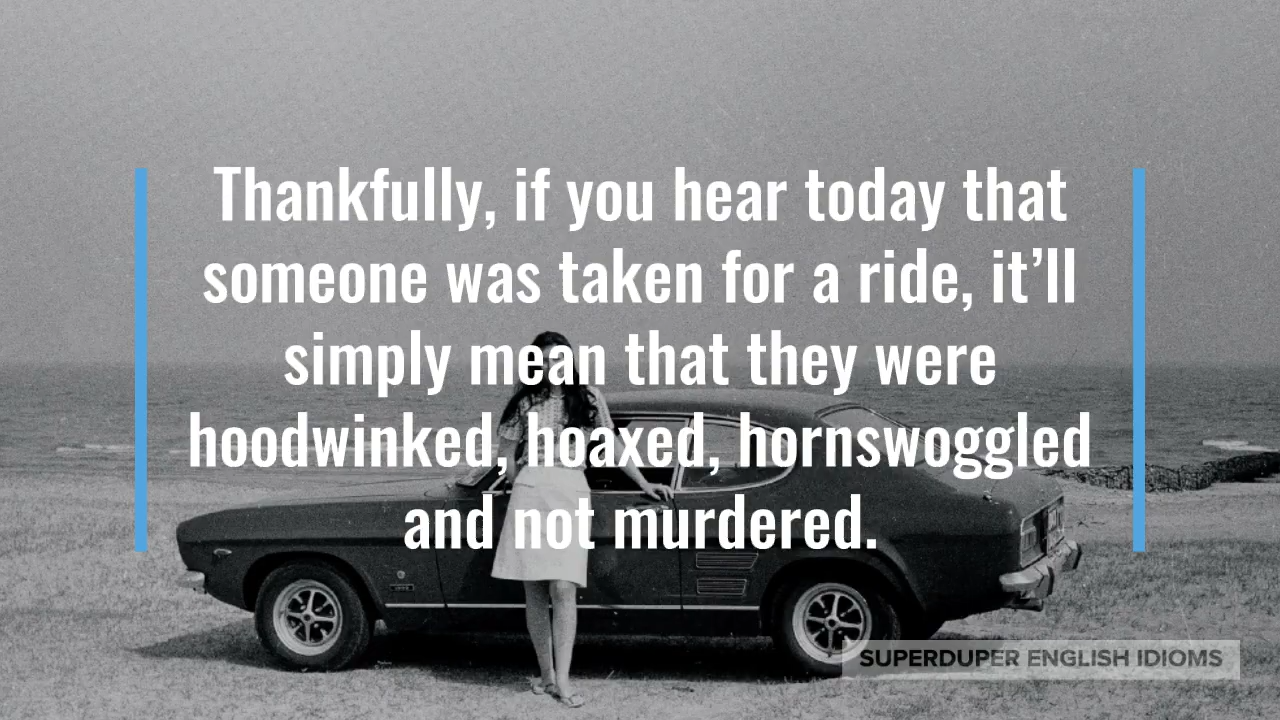 Thankfully, if you hear today that
someone was taken for a ride, it’ll
simply mean that they were
hoodwinked, hoaxed, hornswoggled
and not murdered.
SUPERDUPER ENGLISH IDIOMS